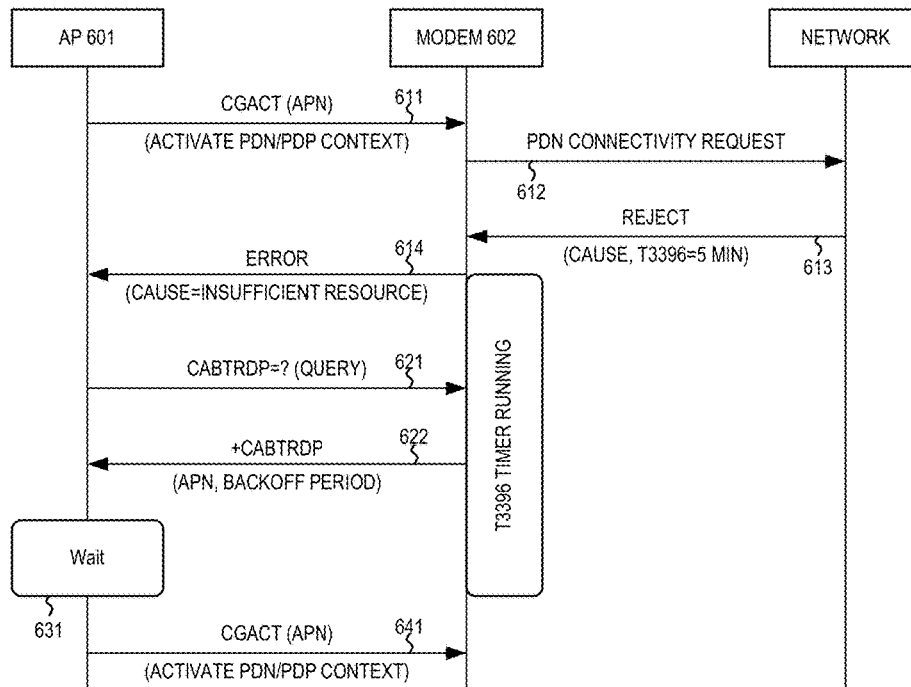 AP 601
MODEM 602
NETWORK
CGACT (APN)
611
(ACTIVATE PDN/PDP CONTEXT)
PDN CONNECTIVITY REQUEST
612
REJECT
(CAUSE, T3396=5 MIN)
613
ERROR
614
(CAUSE=INSUFFICIENT RESOURCE)
CABTRDP=? (QUERY)
621
T3396 TIMER RUNNING
+CABTRDP
622
(APN, BACKOFF PERIOD)
Wait
631
CGACT (APN)
641
(ACTIVATE PDN/PDP CONTEXT)